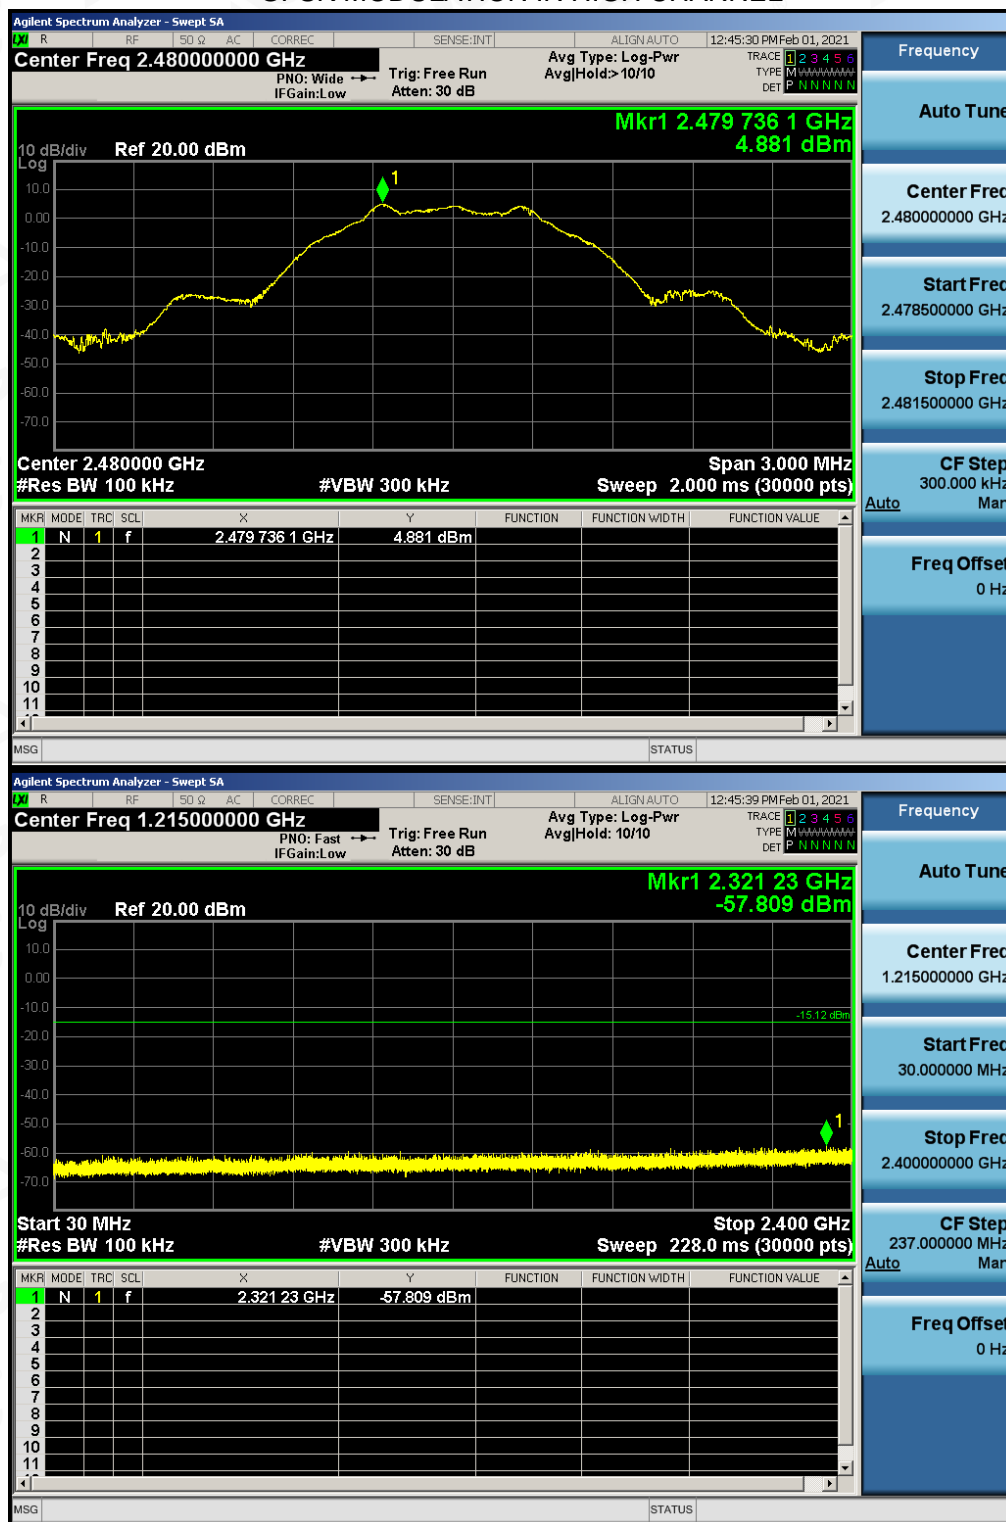 GFSK MODULATION IN HIGH CHANNEL
Agilent Spectrum Analyzer - Swept SA
LXI R RF 50 Ω AC CORREC SENSE:INT ALIGN AUTO 12:45:30 PM Feb 01, 2021
Center Freq 2.480000000 GHz
PNO: Wide
IFGain:Low
Trig: Free Run
Atten: 30 dB
Avg Type: Log-Pwr
Avg|Hold:>10/10
TRACE 1 2 3 4 5 6
TYPE M WWWWW
DET P N N N N N
Mkr1 2.479 736 1 GHz
4.881 dBm
10 dB/div Ref 20.00 dBm
Log
10.0
0.00
-10.0
-20.0
-30.0
-40.0
-50.0
-60.0
-70.0
1
Center 2.480000 GHz Span 3.000 MHz
#Res BW 100 kHz #VBW 300 kHz Sweep 2.000 ms (30000 pts)
MKR MODE TRC SCL X Y FUNCTION FUNCTION WIDTH FUNCTION VALUE
1 N 1 f 2.479 736 1 GHz 4.881 dBm
2
3
4
5
6
7
8
9
10
11
MSG STATUS
Frequency
Auto Tune
Center Freq
2.480000000 GHz
Start Freq
2.478500000 GHz
Stop Freq
2.481500000 GHz
CF Step
300.000 kHz
Auto Man
Freq Offset
0 Hz
Agilent Spectrum Analyzer - Swept SA
LXI R RF 50 Ω AC CORREC SENSE:INT ALIGN AUTO 12:45:39 PM Feb 01, 2021
Center Freq 1.215000000 GHz
PNO: Fast
IFGain:Low
Trig: Free Run
Atten: 30 dB
Avg Type: Log-Pwr
Avg|Hold: 10/10
TRACE 1 2 3 4 5 6
TYPE M WWWWW
DET P N N N N N
Mkr1 2.321 23 GHz
-57.809 dBm
10 dB/div Ref 20.00 dBm
Log
10.0
0.00
-10.0
-20.0
-30.0
-40.0
-50.0
-60.0
-70.0
-15.12 dBm
1
Start 30 MHz Stop 2.400 GHz
#Res BW 100 kHz #VBW 300 kHz Sweep 228.0 ms (30000 pts)
MKR MODE TRC SCL X Y FUNCTION FUNCTION WIDTH FUNCTION VALUE
1 N 1 f 2.321 23 GHz -57.809 dBm
2
3
4
5
6
7
8
9
10
11
MSG STATUS
Frequency
Auto Tune
Center Freq
1.215000000 GHz
Start Freq
30.000000 MHz
Stop Freq
2.400000000 GHz
CF Step
237.000000 MHz
Auto Man
Freq Offset
0 Hz